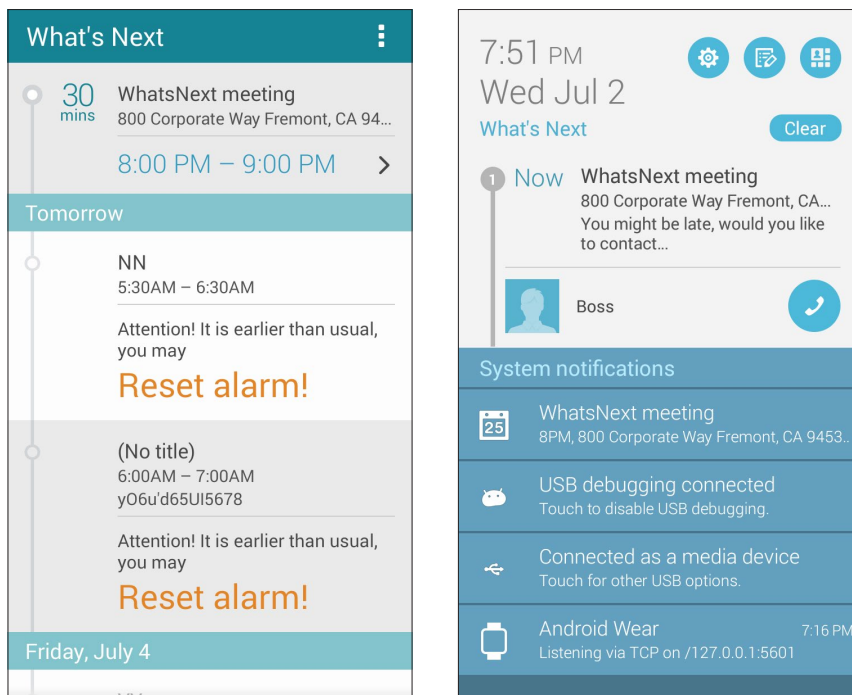 What's Next
30
mins
WhatsNext meeting
800 Corporate Way Fremont, CA 94...
8:00 PM – 9:00 PM
Tomorrow
NN
5:30AM – 6:30AM
Attention! It is earlier than usual,
you may
Reset alarm!
(No title)
6:00AM – 7:00AM
yO6u'd65UI5678
Attention! It is earlier than usual,
you may
Reset alarm!
Friday, July 4
7:51 PM
Wed Jul 2
What's Next
Clear
1
Now
WhatsNext meeting
800 Corporate Way Fremont, CA...
You might be late, would you like
to contact...
Boss
System notifications
25
WhatsNext meeting
8PM, 800 Corporate Way Fremont, CA 9453..
USB debugging connected
Touch to disable USB debugging.
Connected as a media device
Touch for other USB options.
Android Wear
7:16 PM
Listening via TCP on /127.0.0.1:5601